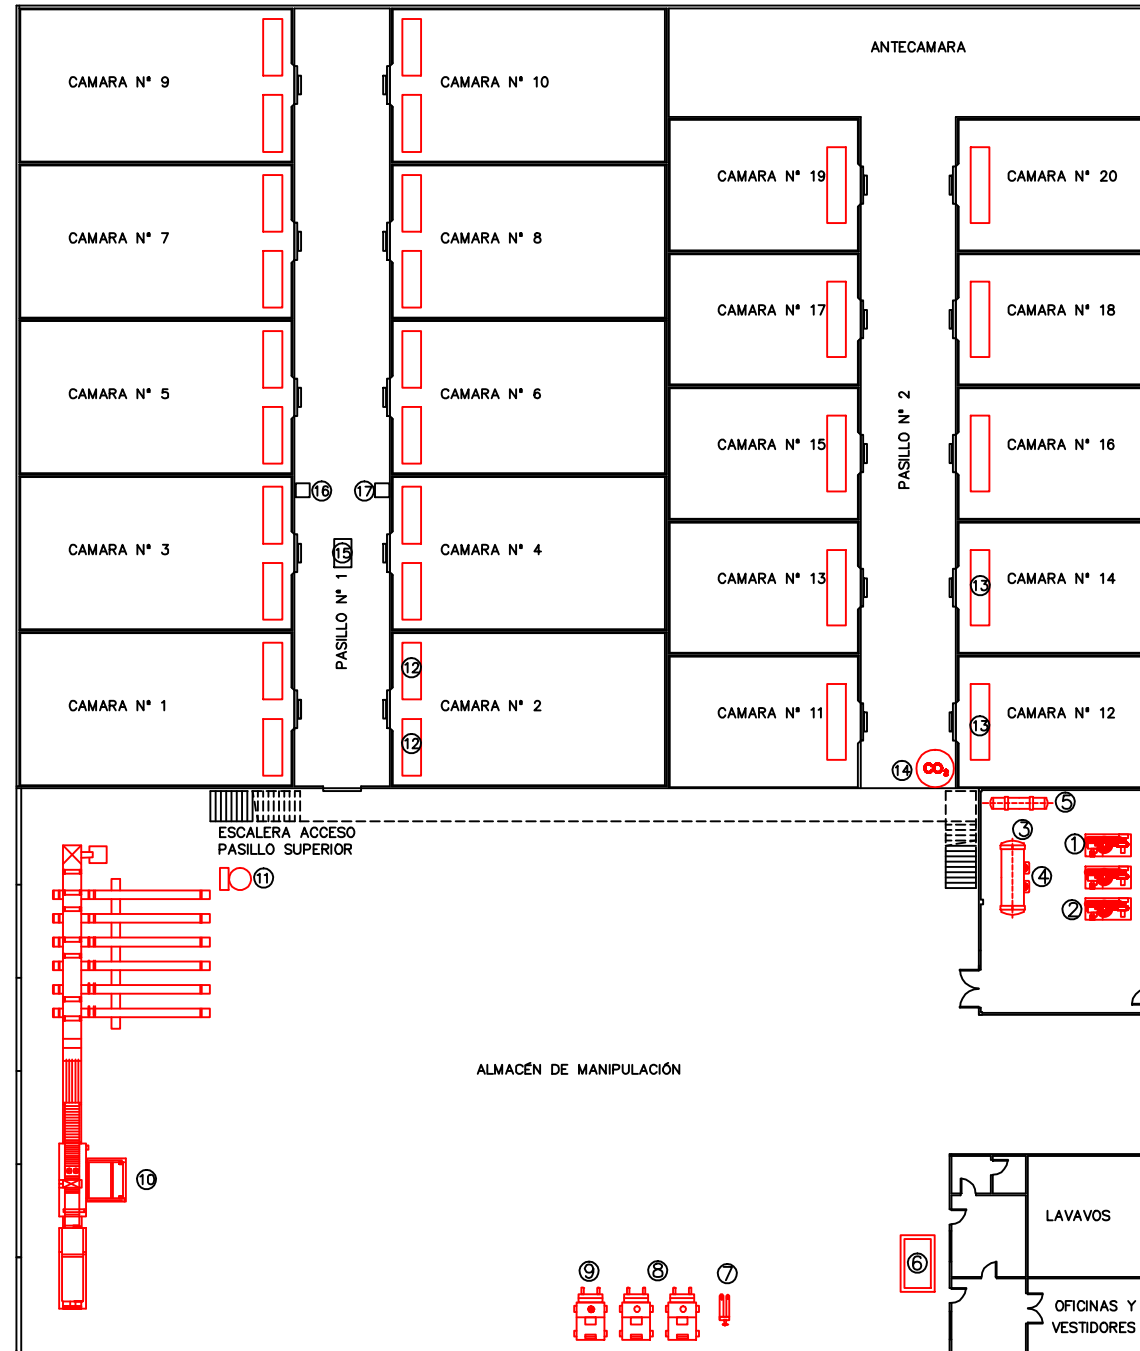 ANTECAMARA
CAMARA Nº 9
CAMARA Nº 10
CAMARA Nº 19
CAMARA Nº 20
CAMARA Nº 7
CAMARA Nº 8
CAMARA Nº 17
CAMARA Nº 18
CAMARA Nº 5
CAMARA Nº 6
PASILLO Nº 2
CAMARA Nº 15
CAMARA Nº 16
16
17
15
CAMARA Nº 3
CAMARA Nº 4
PASILLO Nº 1
CAMARA Nº 13
13
CAMARA Nº 14
12
CAMARA Nº 1
CAMARA Nº 2
CAMARA Nº 11
CAMARA Nº 12
13
12
14
CO₂
5
ESCALERA ACCESO
PASILLO SUPERIOR
3
1
11
4
2
ALMACÉN DE MANIPULACIÓN
10
LAVAVOS
6
9
8
7
OFICINAS Y
VESTIDORES